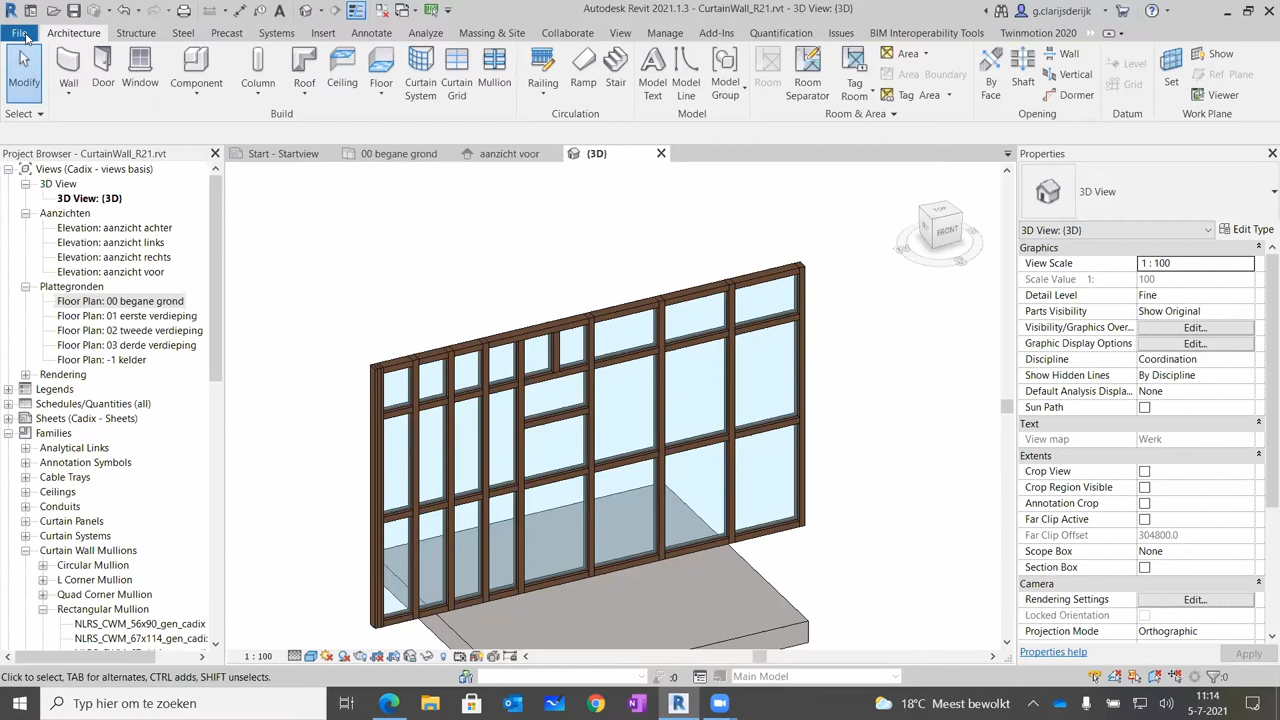 Autodesk Revit 2021.1.3 - CurtainWall_R21.rvt - 3D View: {3D}
g.clarijsderijk
File Architecture Structure Steel Precast Systems Insert Annotate Analyze Massing & Site Collaborate View Manage Add-Ins Quantification Issues BIM Interoperability Tools Twinmotion 2020
Modify Wall Door Window Component Column Roof Ceiling Floor Curtain System Curtain Grid Mullion
Railing Ramp Stair
Model Text Model Line Model Group
Room Room Separator Tag Room Area Area Boundary Tag Area
By Face Shaft Wall Vertical Dormer
Level Grid
Set Show Ref Plane Viewer
Select Build Circulation Model Room & Area Opening Datum Work Plane
Project Browser - CurtainWall_R21.rvt
Views (Cadix - views basis)
3D View
3D View: {3D}
Aanzichten
Elevation: aanzicht achter
Elevation: aanzicht links
Elevation: aanzicht rechts
Elevation: aanzicht voor
Plattegronden
Floor Plan: 00 begane grond
Floor Plan: 01 eerste verdieping
Floor Plan: 02 tweede verdieping
Floor Plan: 03 derde verdieping
Floor Plan: -1 kelder
Rendering
Legends
Schedules/Quantities (all)
Sheets (Cadix - Sheets)
Families
Analytical Links
Annotation Symbols
Cable Trays
Ceilings
Conduits
Curtain Panels
Curtain Systems
Curtain Wall Mullions
Circular Mullion
L Corner Mullion
Quad Corner Mullion
Rectangular Mullion
NLRS_CWM_56x90_gen_cadix
NLRS_CWM_67x114_gen_cadix:
Start - Startview
00 begane grond
aanzicht voor
{3D}
TOP
FRONT
Properties
3D View
3D View: {3D} Edit Type
Graphics
View Scale 1 : 100
Scale Value 1: 100
Detail Level Fine
Parts Visibility Show Original
Visibility/Graphics Over... Edit...
Graphic Display Options Edit...
Discipline Coordination
Show Hidden Lines By Discipline
Default Analysis Displa... None
Sun Path
Text
View map Werk
Extents
Crop View
Crop Region Visible
Annotation Crop
Far Clip Active
Far Clip Offset 304800.0
Scope Box None
Section Box
Camera
Rendering Settings Edit...
Locked Orientation
Projection Mode Orthographic
Properties help Apply
1 : 100
Click to select, TAB for alternates, CTRL adds, SHIFT unselects.
:0
Main Model
:0
Typ hier om te zoeken
18°C Meest bewolkt
11:14
5-7-2021